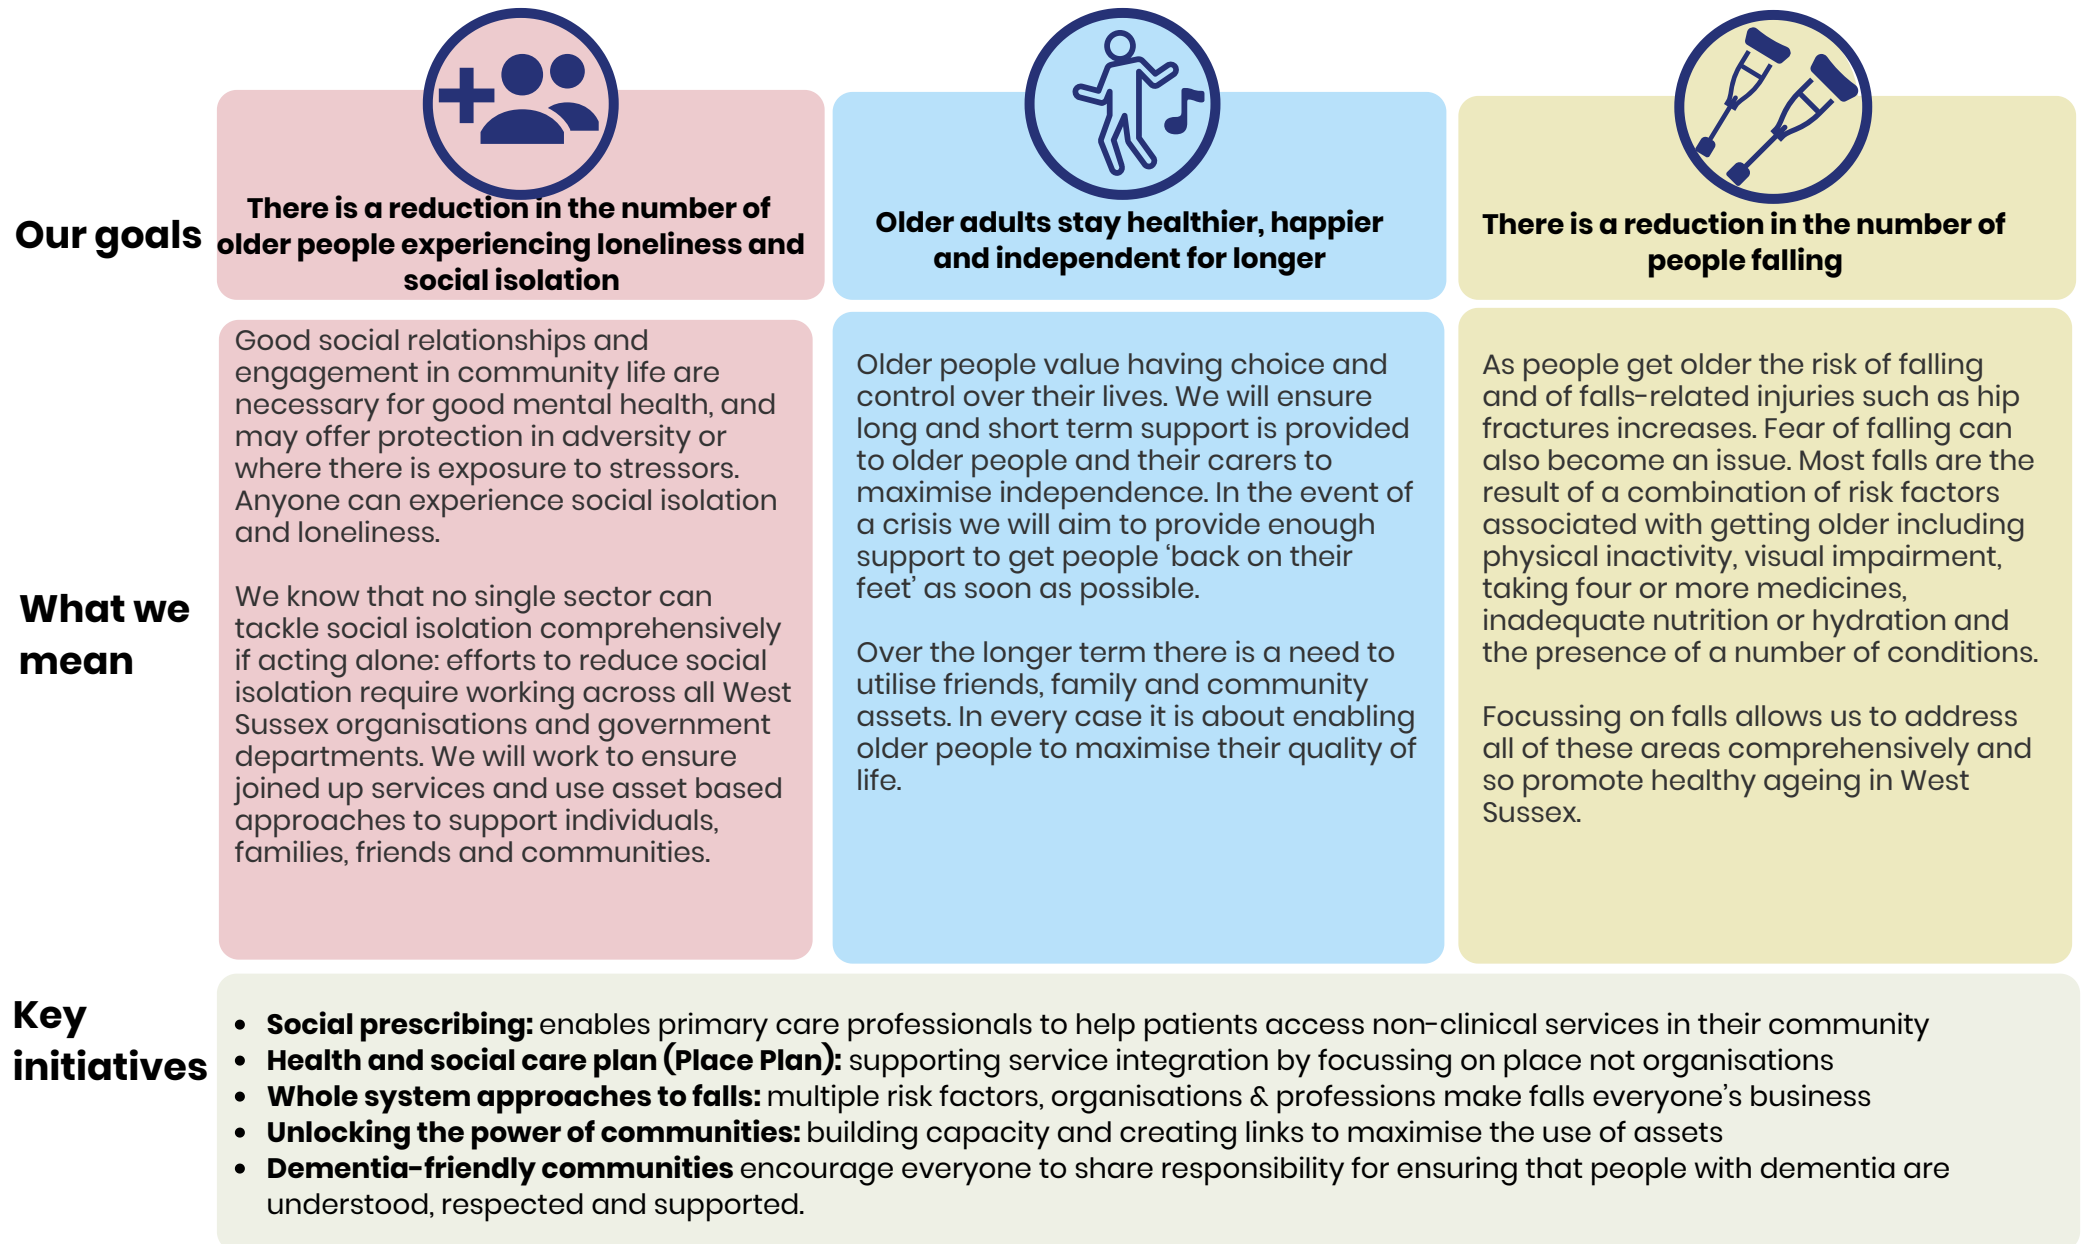 Our goals
There is a reduction in the number of
older people experiencing loneliness and
social isolation
Older adults stay healthier, happier
and independent for longer
There is a reduction in the number of
people falling
What we
mean
Good social relationships and
engagement in community life are
necessary for good mental health, and
may offer protection in adversity or
where there is exposure to stressors.
Anyone can experience social isolation
and loneliness.
We know that no single sector can
tackle social isolation comprehensively
if acting alone: efforts to reduce social
isolation require working across all West
Sussex organisations and government
departments. We will work to ensure
joined up services and use asset based
approaches to support individuals,
families, friends and communities.
Older people value having choice and
control over their lives. We will ensure
long and short term support is provided
to older people and their carers to
maximise independence. In the event of
a crisis we will aim to provide enough
support to get people ‘back on their
feet’ as soon as possible.
Over the longer term there is a need to
utilise friends, family and community
assets. In every case it is about enabling
older people to maximise their quality of
life.
As people get older the risk of falling
and of falls-related injuries such as hip
fractures increases. Fear of falling can
also become an issue. Most falls are the
result of a combination of risk factors
associated with getting older including
physical inactivity, visual impairment,
taking four or more medicines,
inadequate nutrition or hydration and
the presence of a number of conditions.
Focussing on falls allows us to address
all of these areas comprehensively and
so promote healthy ageing in West
Sussex.
Key
initiatives
• Social prescribing: enables primary care professionals to help patients access non-clinical services in their community
• Health and social care plan (Place Plan): supporting service integration by focussing on place not organisations
• Whole system approaches to falls: multiple risk factors, organisations & professions make falls everyone’s business
• Unlocking the power of communities: building capacity and creating links to maximise the use of assets
• Dementia-friendly communities encourage everyone to share responsibility for ensuring that people with dementia are
understood, respected and supported.